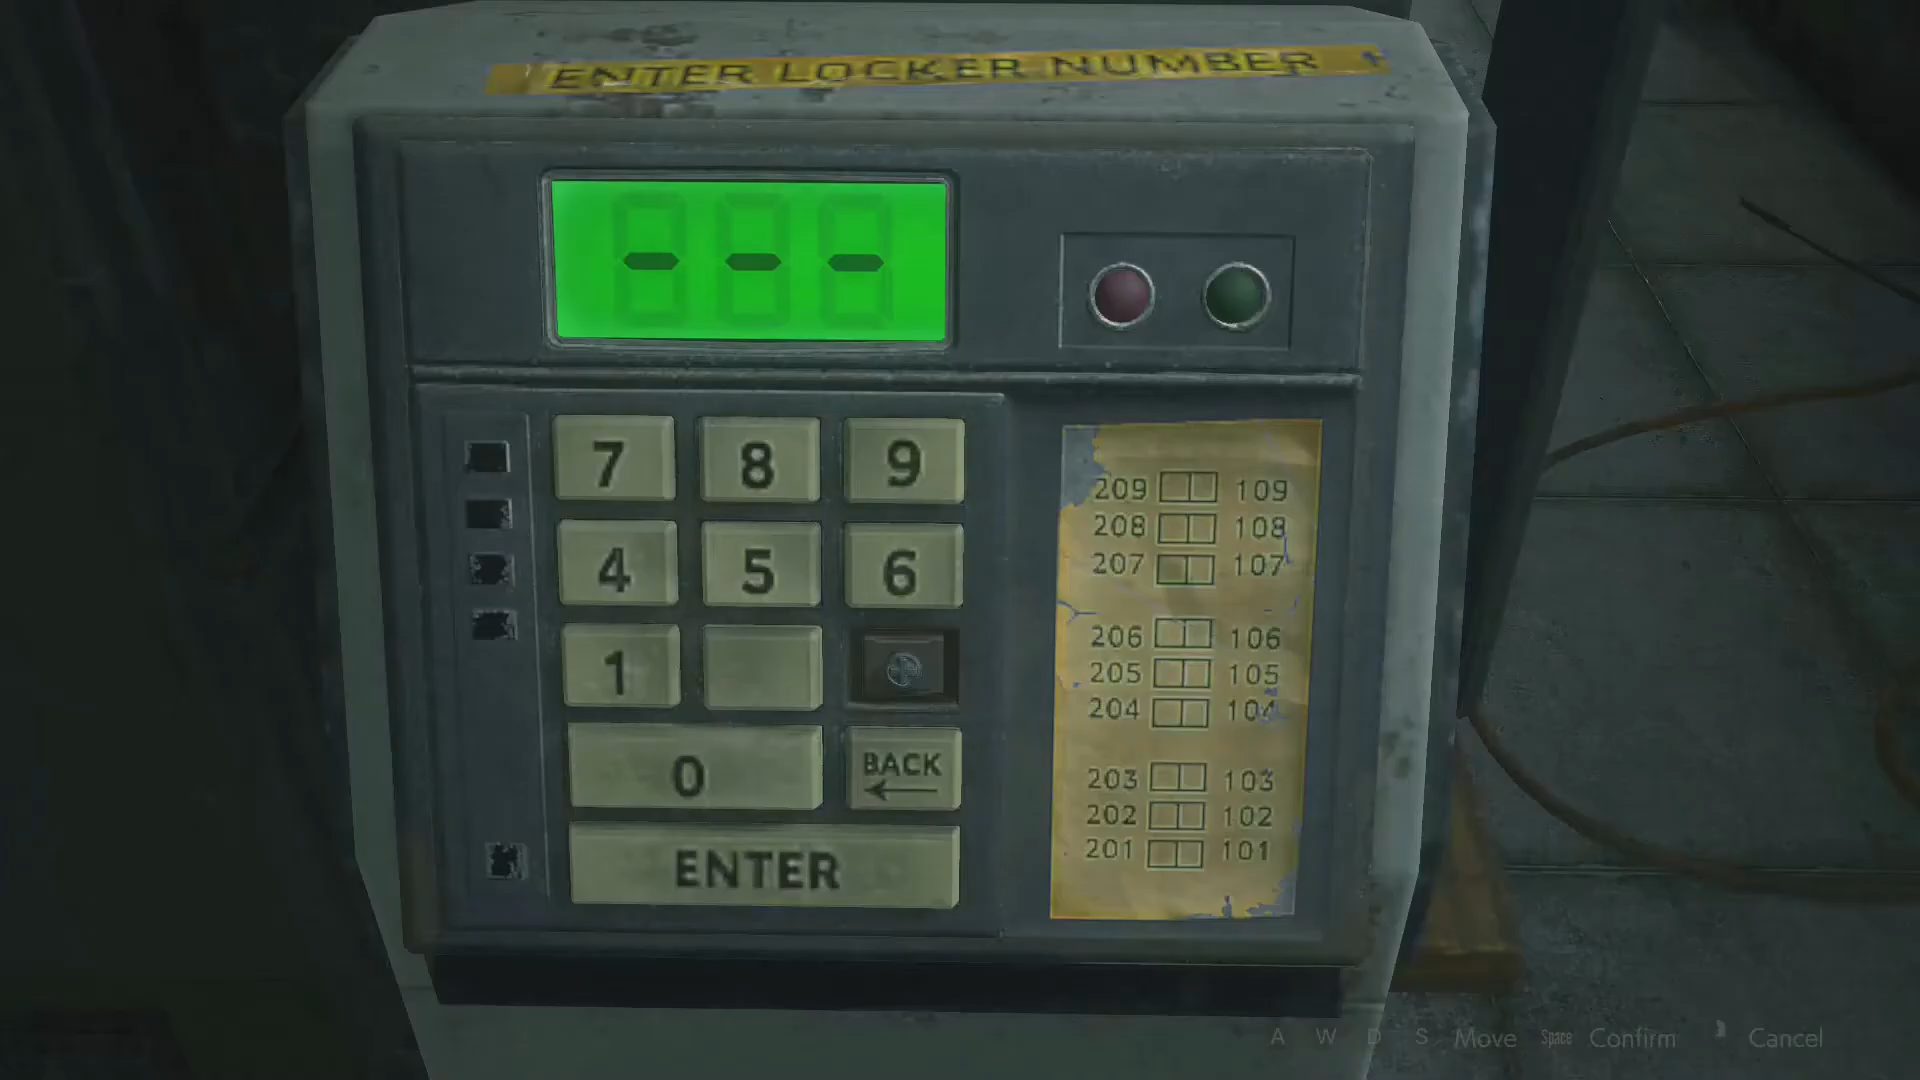 ENTER LOCKER NUMBER
- - -
7 8 9
4 5 6
1
0 BACK
ENTER
209 109
208 108
207 107
206 106
205 105
204 104
203 103
202 102
201 101
A W D S Move Space Confirm Cancel